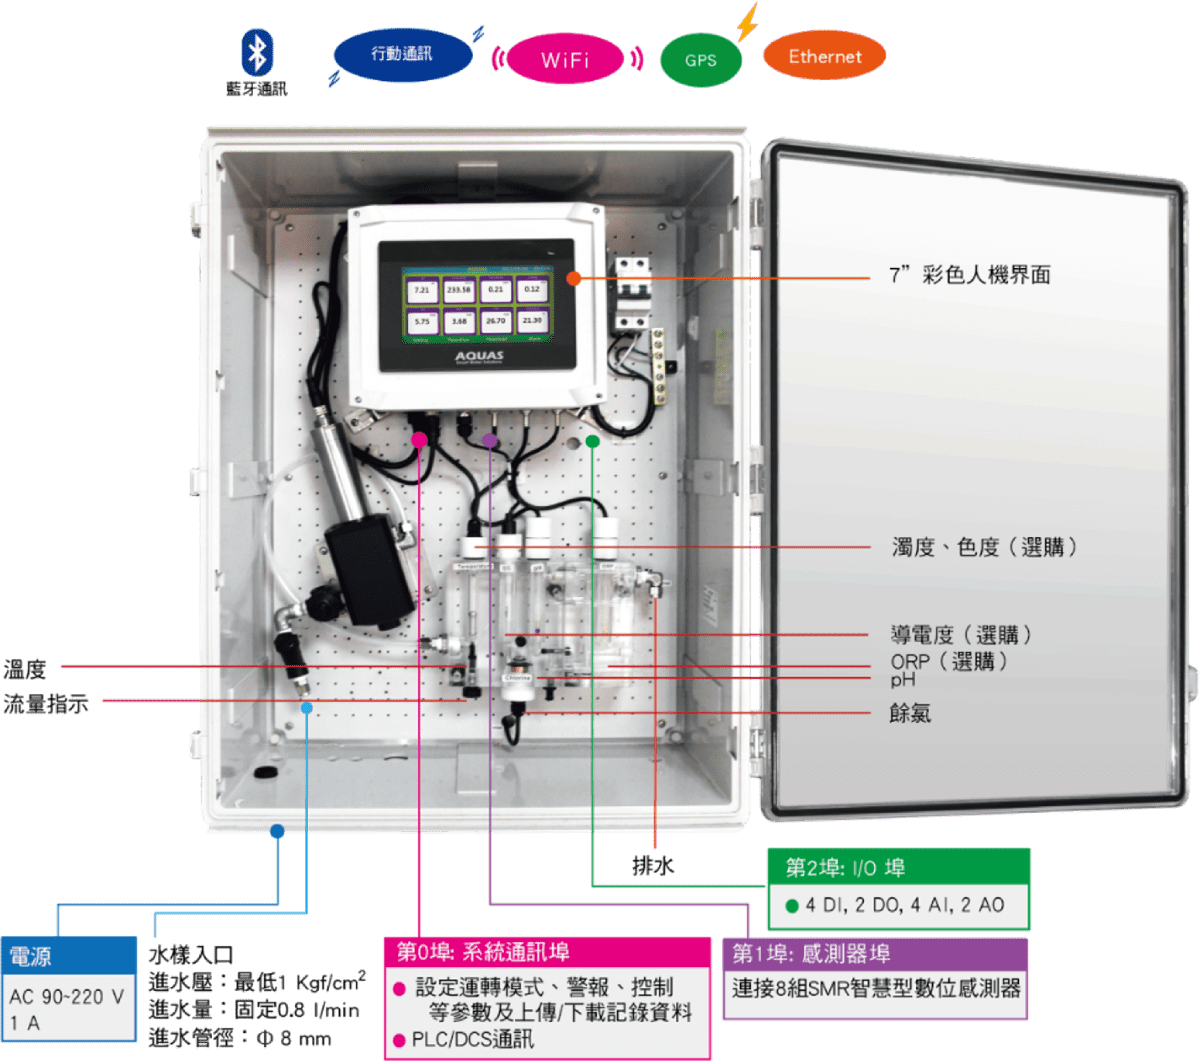 藍牙通訊
行動通訊
WiFi
GPS
Ethernet
7.21
233.58
0.21
0.12
5.75
3.68
26.70
21.30
AQUAS
7” 彩色人機界面
濁度、色度（選購）
Chlorine
導電度（選購）
ORP（選購）
pH
餘氯
溫度
流量指示
排水
電源
AC 90~220 V
1 A
水樣入口
進水壓：最低1 Kgf/cm²
進水量：固定0.8 l/min
進水管徑：Φ 8 mm
第0埠: 系統通訊埠
● 設定運轉模式、警報、控制
等參數及上傳/下載記錄資料
● PLC/DCS通訊
第1埠: 感測器埠
連接8組SMR智慧型數位感測器
第2埠: I/O 埠
● 4 DI, 2 DO, 4 AI, 2 AO